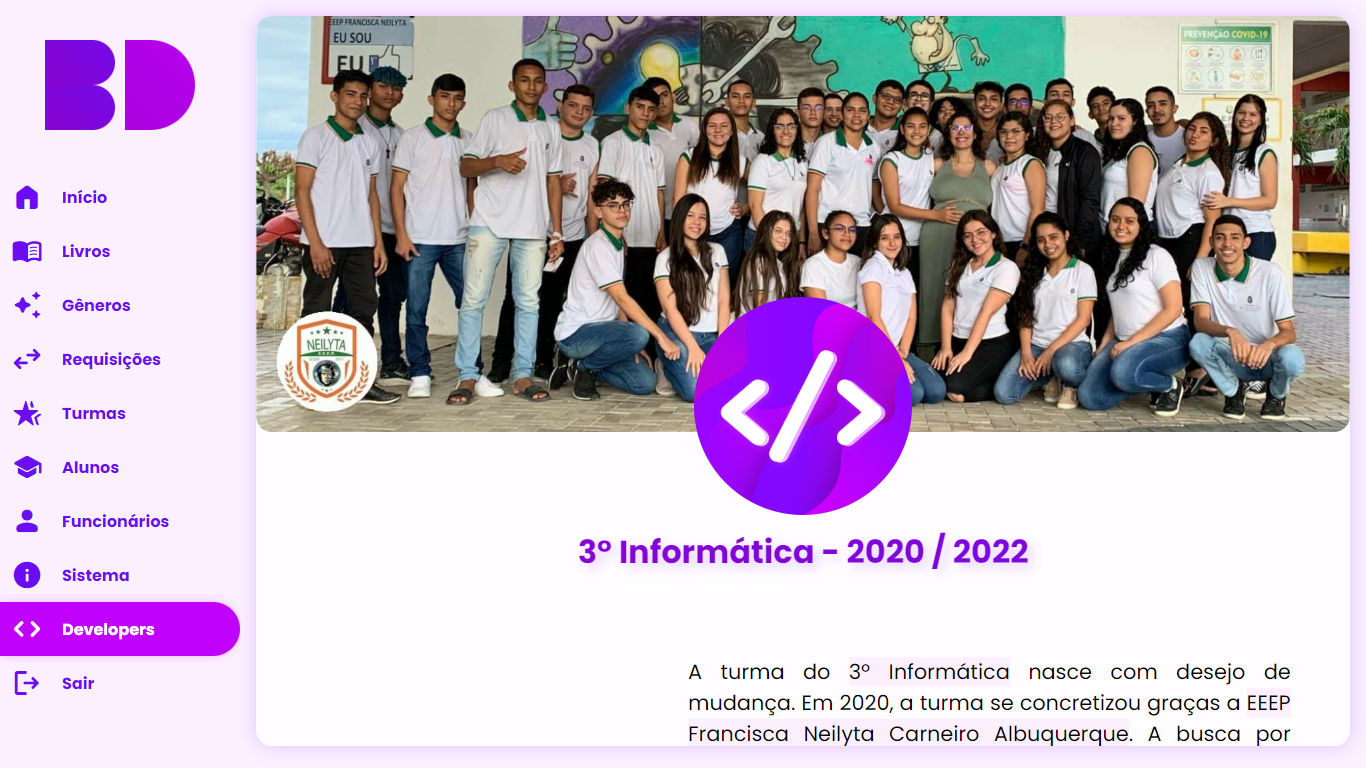 BD
Início
Livros
Gêneros
Requisições
Turmas
Alunos
Funcionários
Sistema
Developers
Sair
EEEP FRANCISCA NEILYTA
EU SOU
EU
PREVENÇÃO COVID-19
NEILYTA
3º Informática - 2020 / 2022
A turma do 3º Informática nasce com desejo de
mudança. Em 2020, a turma se concretizou graças a EEEP
Francisca Neilyta Carneiro Albuquerque. A busca por